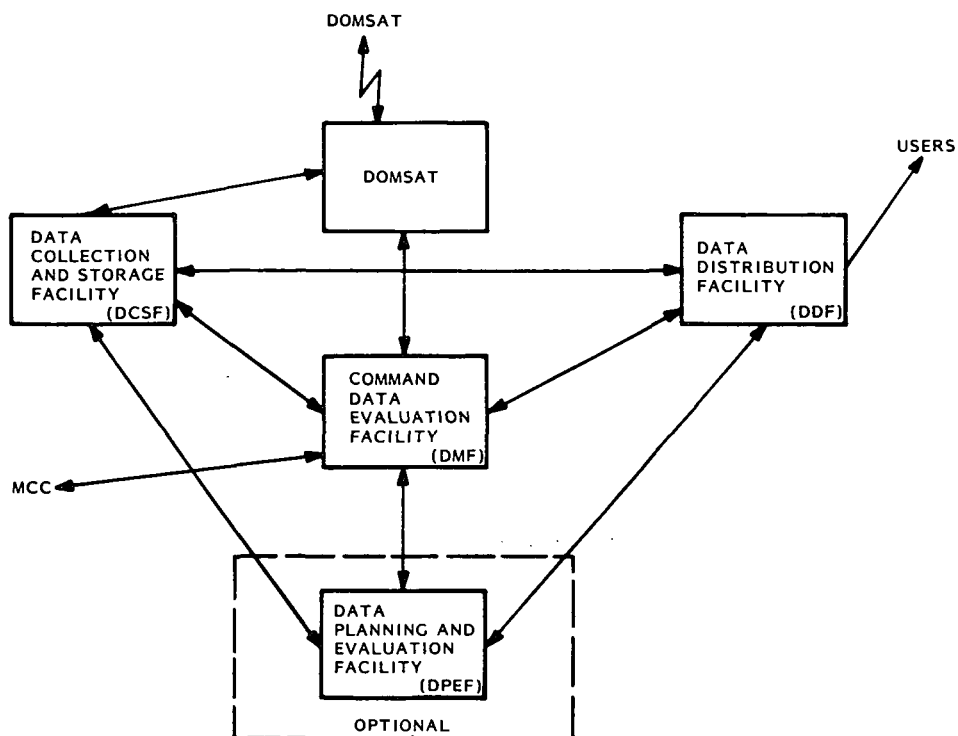 DOMSAT
DOMSAT
USERS
DATA
COLLECTION
AND STORAGE
FACILITY
(DCSF)
DATA
DISTRIBUTION
FACILITY
(DDF)
COMMAND
DATA
EVALUATION
FACILITY
(DMF)
MCC
DATA
PLANNING AND
EVALUATION
FACILITY
(DPEF)
OPTIONAL